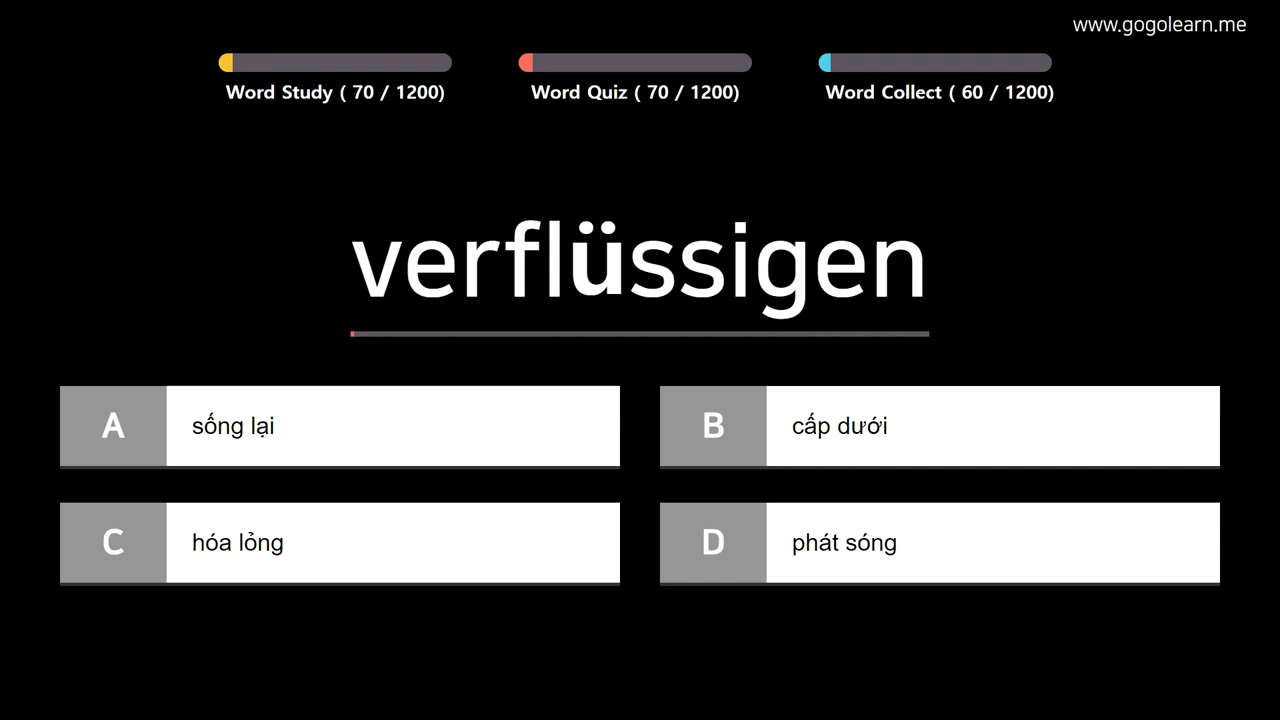 www.gogolearn.me
Word Study ( 70 / 1200)
Word Quiz ( 70 / 1200)
Word Collect ( 60 / 1200)
verflüssigen
A sống lại
B cấp dưới
C hóa lỏng
D phát sóng